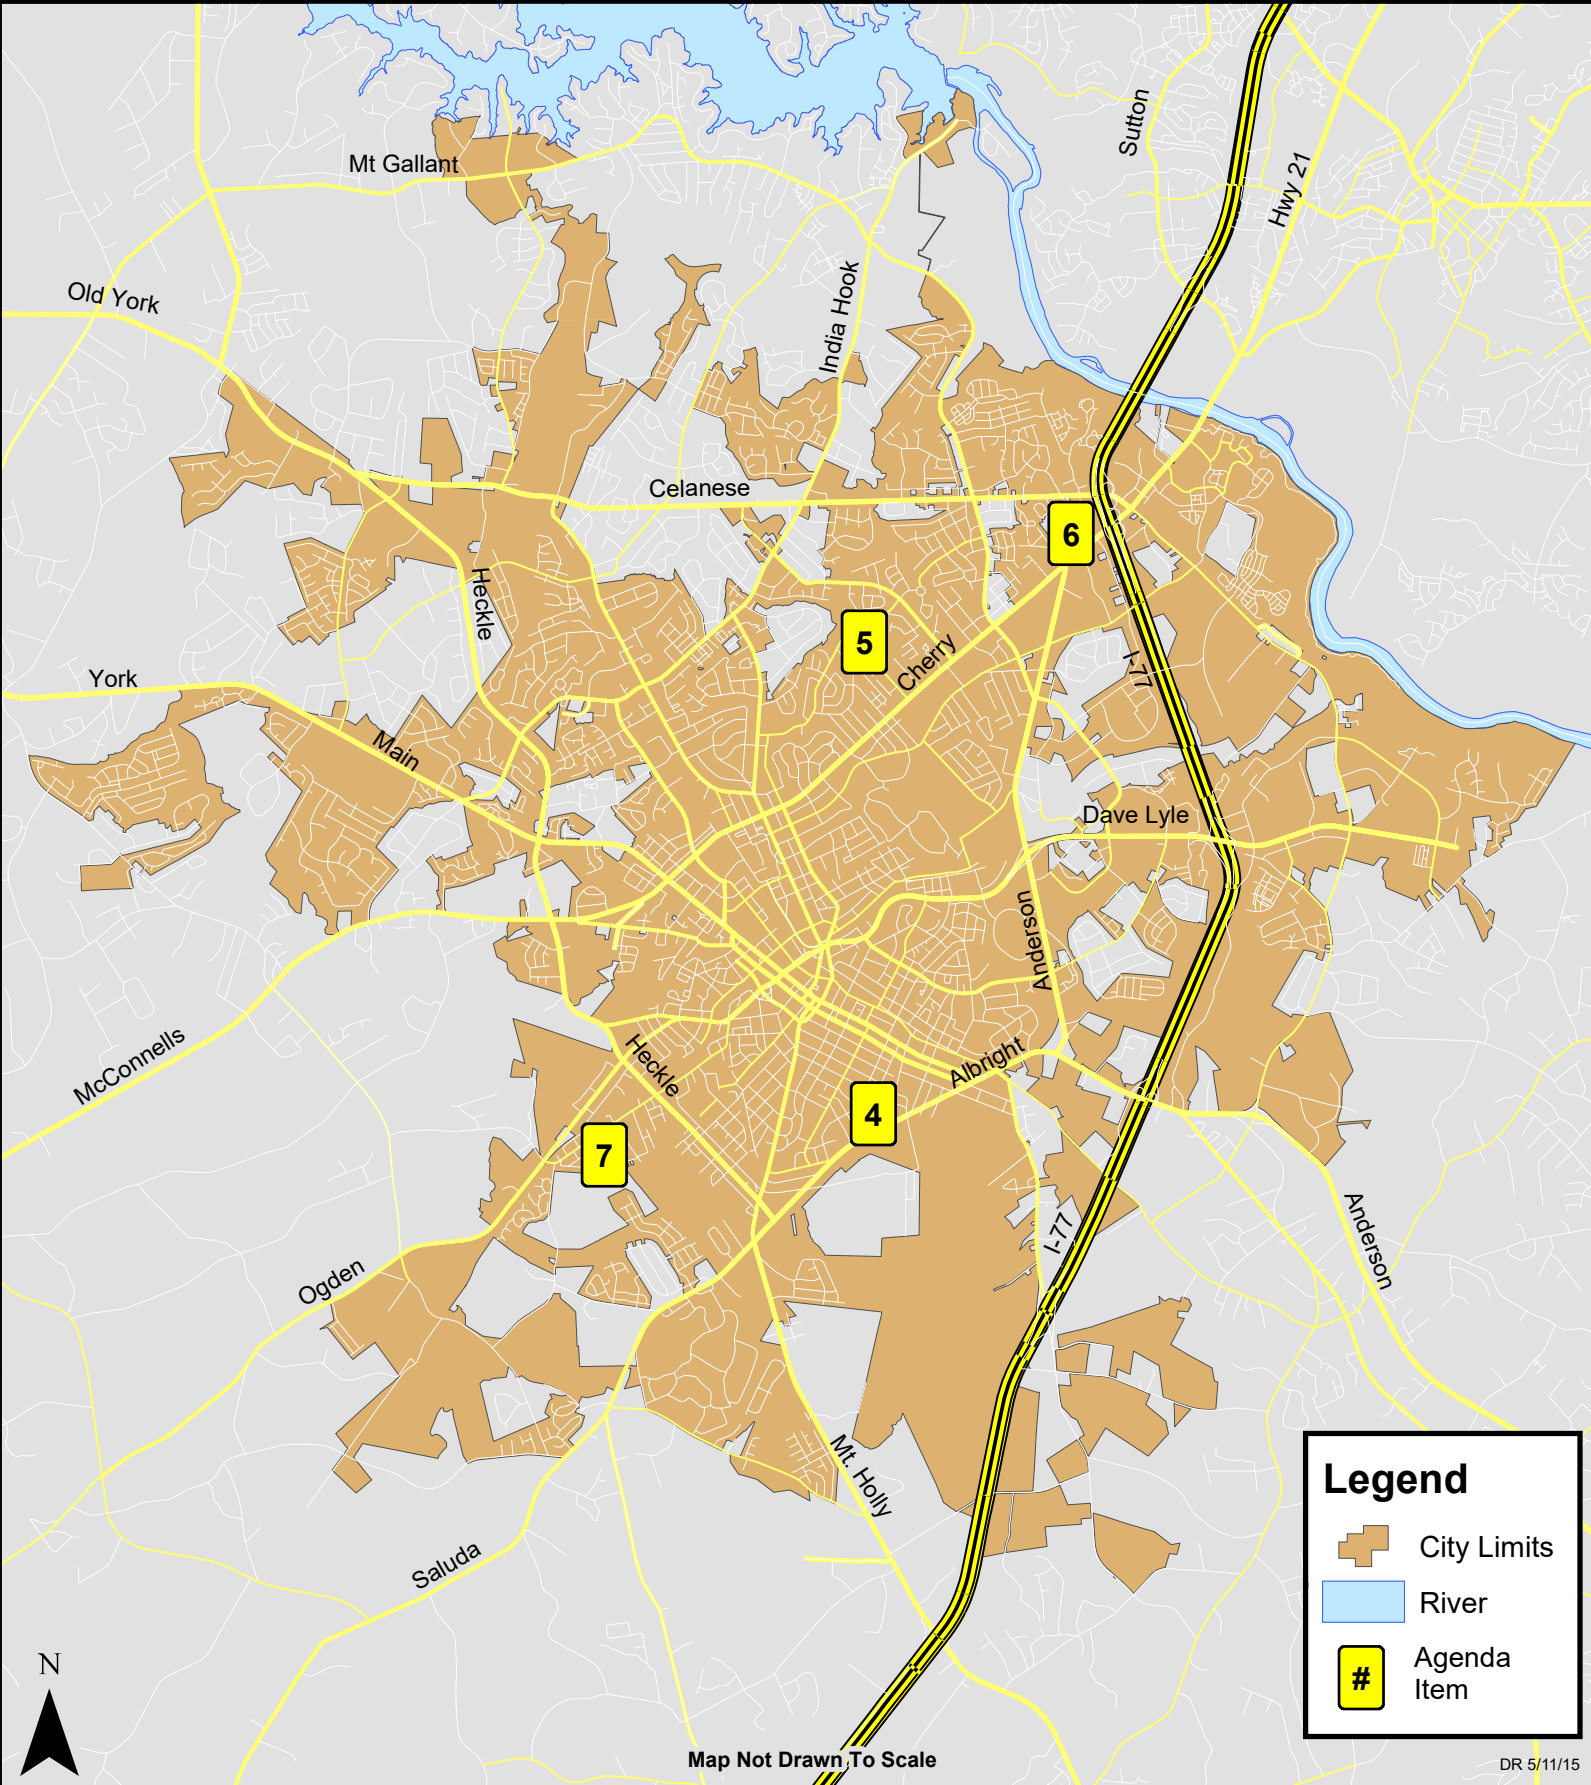 Sutton
Mt Gallant
Hwy 21
Old York
India Hook
Celanese
6
Heckle
5
Cherry
I-77
York
Main
Dave Lyle
Anderson
McConnells
Heckle
Albright
4
7
Anderson
I-77
Ogden
Mt. Holly
Saluda
Legend
City Limits
River
#
Agenda
Item
N
Map Not Drawn To Scale
DR 5/11/15